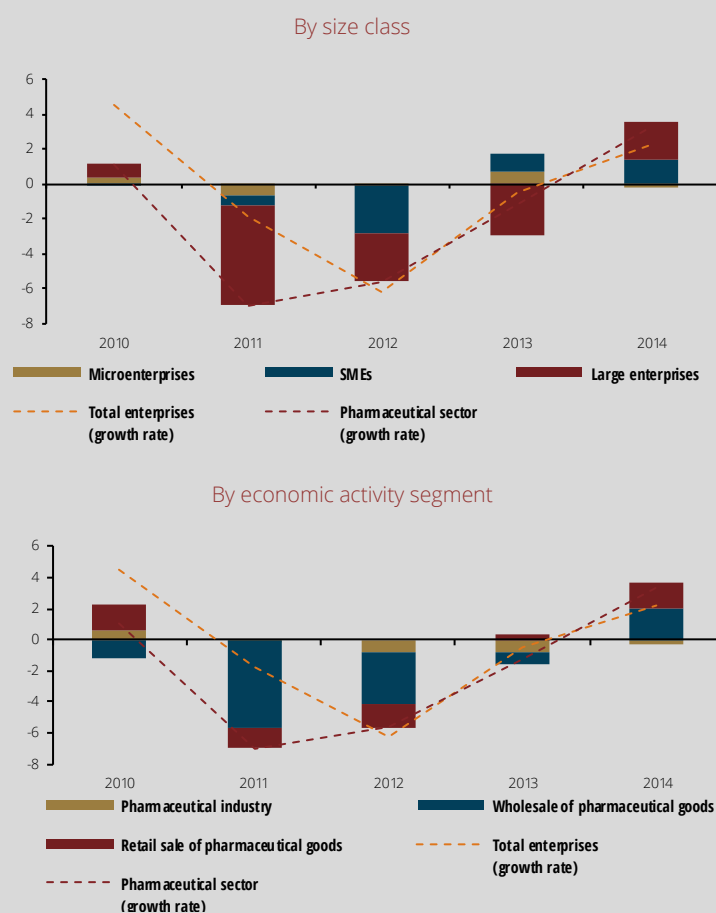 By size class
6
4
2
0
-2
-4
-6
-8
2010 2011 2012 2013 2014
Microenterprises SMEs Large enterprises
Total enterprises Pharmaceutical sector
(growth rate) (growth rate)
By economic activity segment
6
4
2
0
-2
-4
-6
-8
2010 2011 2012 2013 2014
Pharmaceutical industry Wholesale of pharmaceutical goods
Retail sale of pharmaceutical goods Total enterprises
(growth rate)
Pharmaceutical sector
(growth rate)